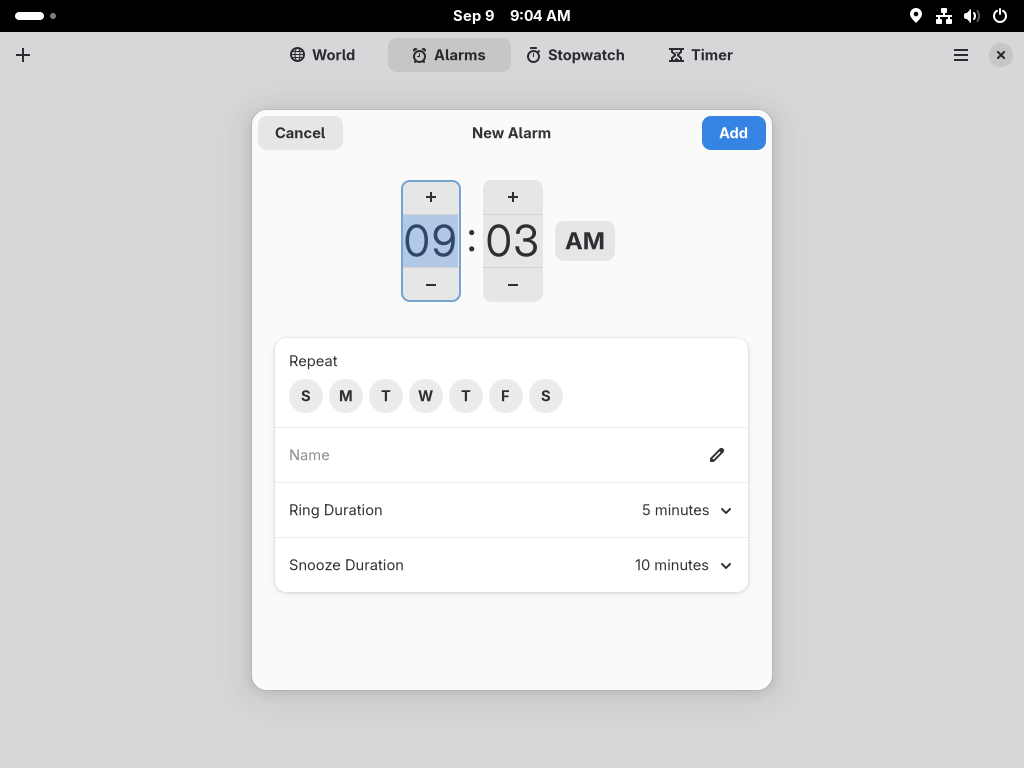 Sep 9 9:04 AM
World Alarms Stopwatch Timer
Cancel New Alarm Add
09 : 03 AM
Repeat
S M T W T F S
Name
Ring Duration 5 minutes
Snooze Duration 10 minutes